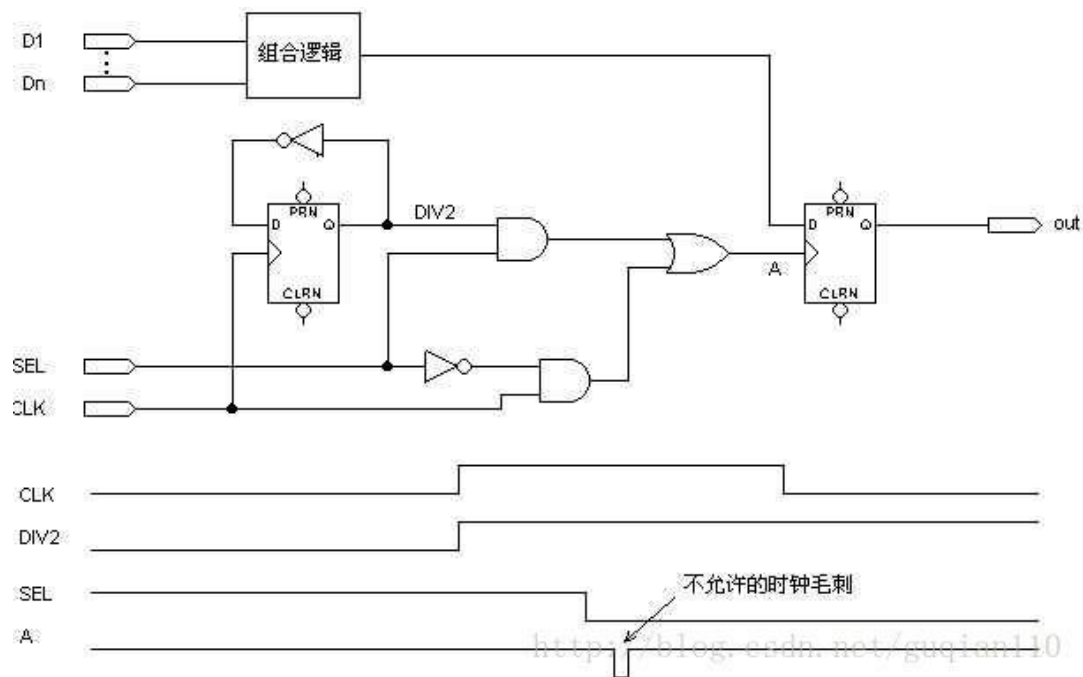 D1
组合逻辑
Dn
PRN
D
Q
DIV2
CLRN
A
PRN
D
Q
out
CLRN
SEL
CLK
CLK
DIV2
SEL
不允许的时钟毛刺
A
http://blog.csdn.net/guqian110